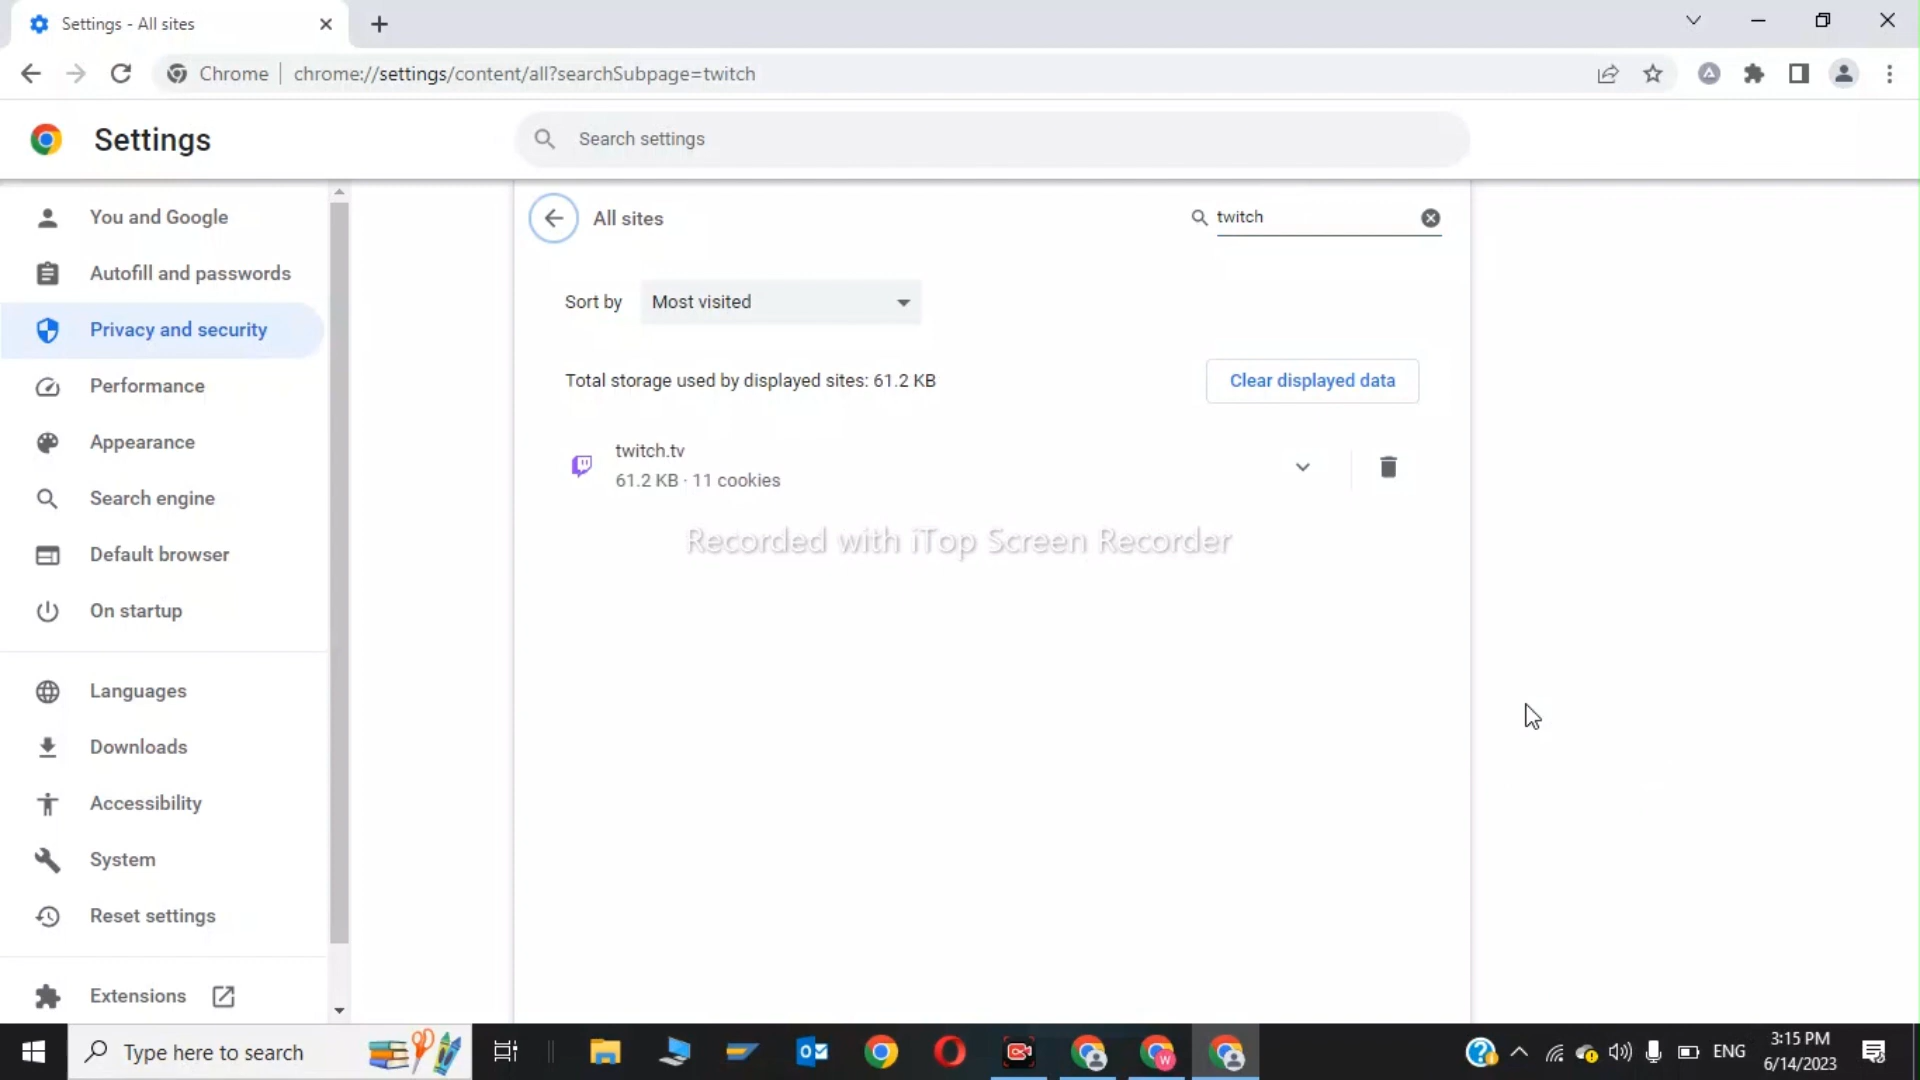 Settings - All sites
Chrome
chrome://settings/content/all?searchSubpage=twitch
Settings
Search settings
You and Google
Autofill and passwords
Privacy and security
Performance
Appearance
Search engine
Default browser
On startup
Languages
Downloads
Accessibility
System
Reset settings
Extensions
All sites
twitch
Sort by
Most visited
Total storage used by displayed sites: 61.2 KB
Clear displayed data
twitch.tv
61.2 KB · 11 cookies
Recorded with iTop Screen Recorder
Type here to search
W
ENG
3:15 PM
6/14/2023